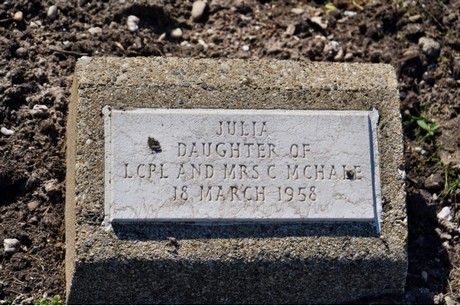 JULIA
DAUGHTER OF
LCPL AND MRS C MCHALE
18 MARCH 1958